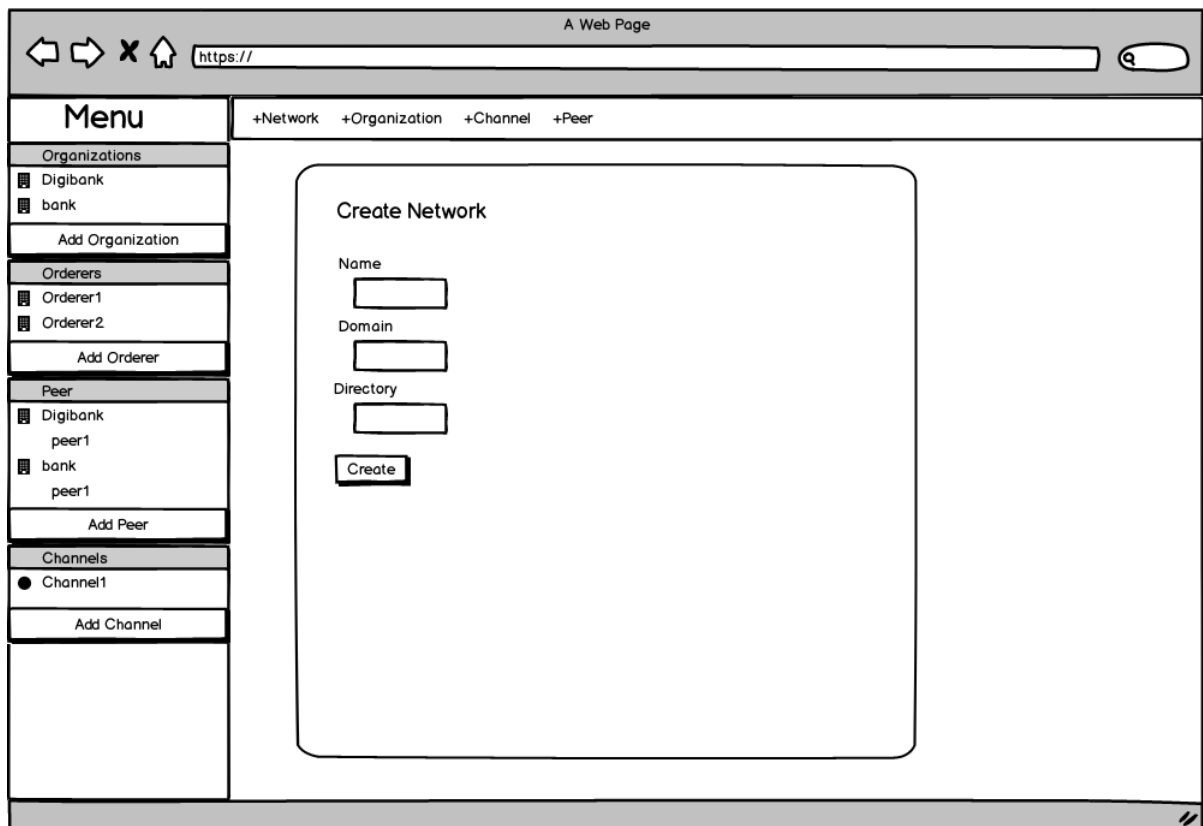 A Web Page
https://
Menu
+Network +Organization +Channel +Peer
Organizations
Digibank
bank
Add Organization
Orderers
Orderer1
Orderer2
Add Orderer
Peer
Digibank
peer1
bank
peer1
Add Peer
Channels
Channel1
Add Channel
Create Network
Name
Domain
Directory
Create